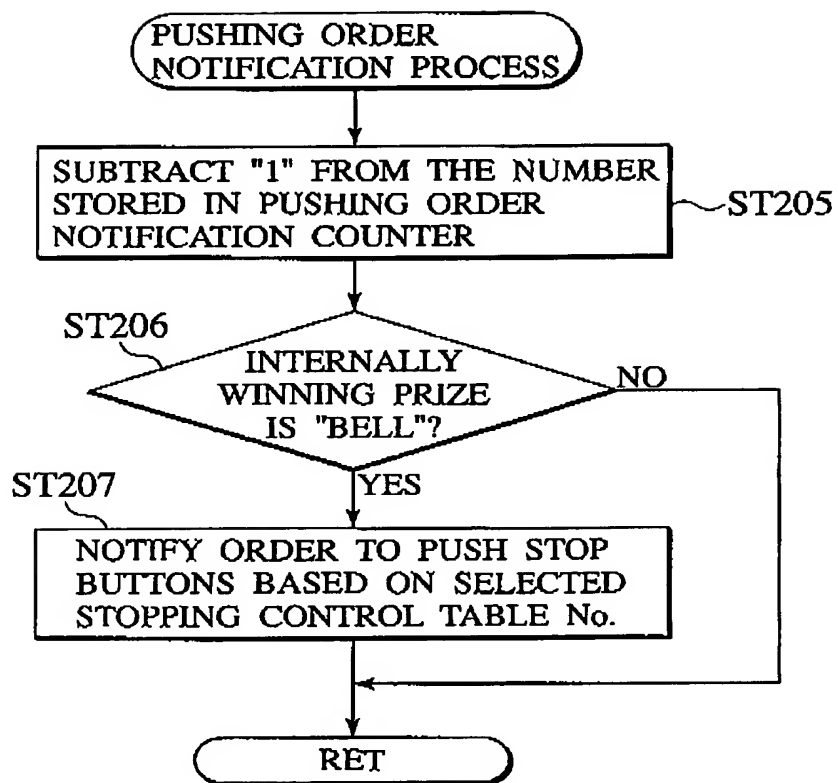 PUSHING ORDER
NOTIFICATION PROCESS
SUBTRACT "1" FROM THE NUMBER
STORED IN PUSHING ORDER
NOTIFICATION COUNTER
ST205
ST206
INTERNALLY
WINNING PRIZE
IS "BELL"?
NO
YES
ST207
NOTIFY ORDER TO PUSH STOP
BUTTONS BASED ON SELECTED
STOPPING CONTROL TABLE No.
RET